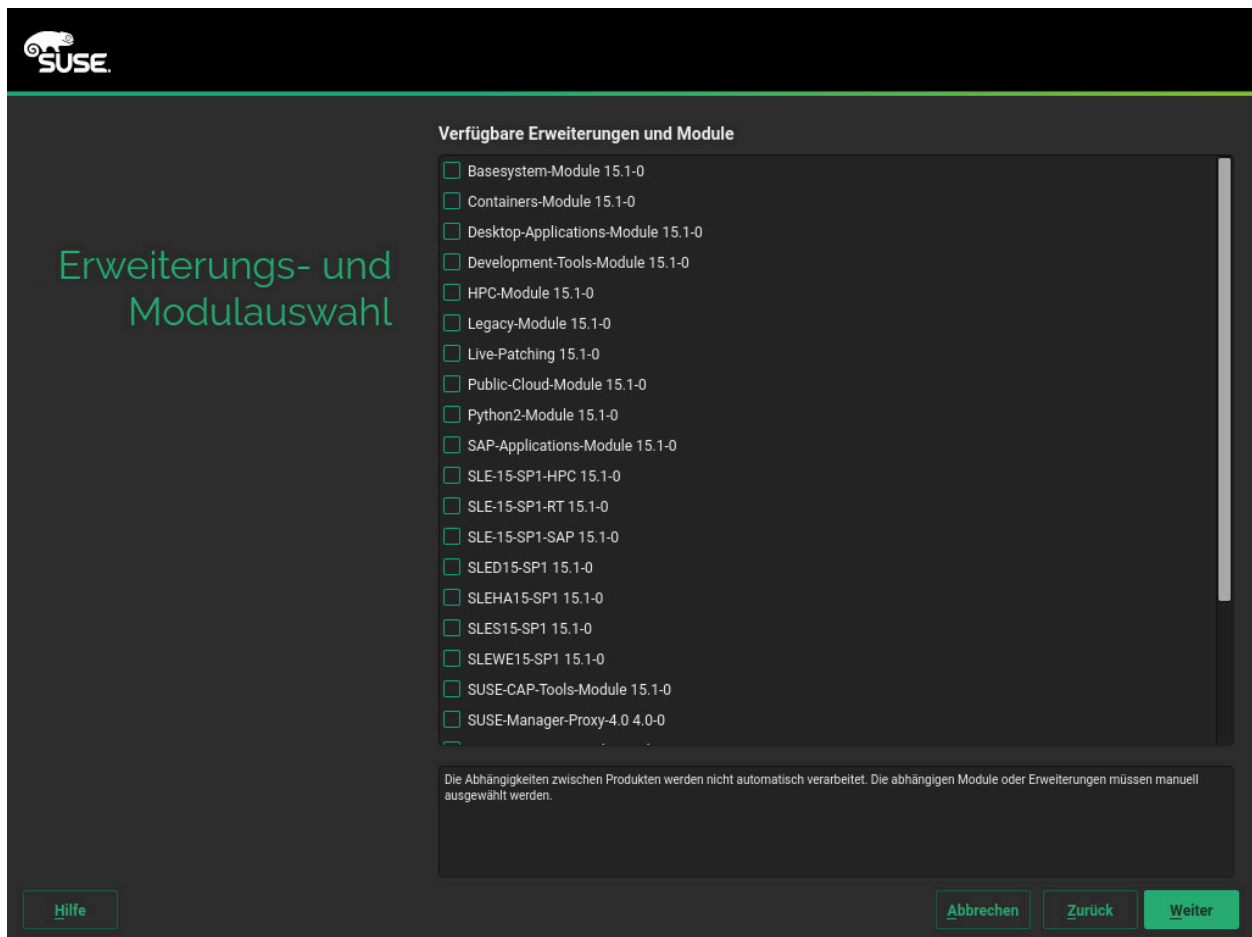 SUSE.
Verfügbare Erweiterungen und Module
Erweiterungs- und
Modulauswahl
Basesystem-Module 15.1-0
Containers-Module 15.1-0
Desktop-Applications-Module 15.1-0
Development-Tools-Module 15.1-0
HPC-Module 15.1-0
Legacy-Module 15.1-0
Live-Patching 15.1-0
Public-Cloud-Module 15.1-0
Python2-Module 15.1-0
SAP-Applications-Module 15.1-0
SLE-15-SP1-HPC 15.1-0
SLE-15-SP1-RT 15.1-0
SLE-15-SP1-SAP 15.1-0
SLED15-SP1 15.1-0
SLEHA15-SP1 15.1-0
SLES15-SP1 15.1-0
SLEWE15-SP1 15.1-0
SUSE-CAP-Tools-Module 15.1-0
SUSE-Manager-Proxy-4.0 4.0-0
Die Abhängigkeiten zwischen Produkten werden nicht automatisch verarbeitet. Die abhängigen Module oder Erweiterungen müssen manuell
ausgewählt werden.
Hilfe
Abbrechen
Zurück
Weiter